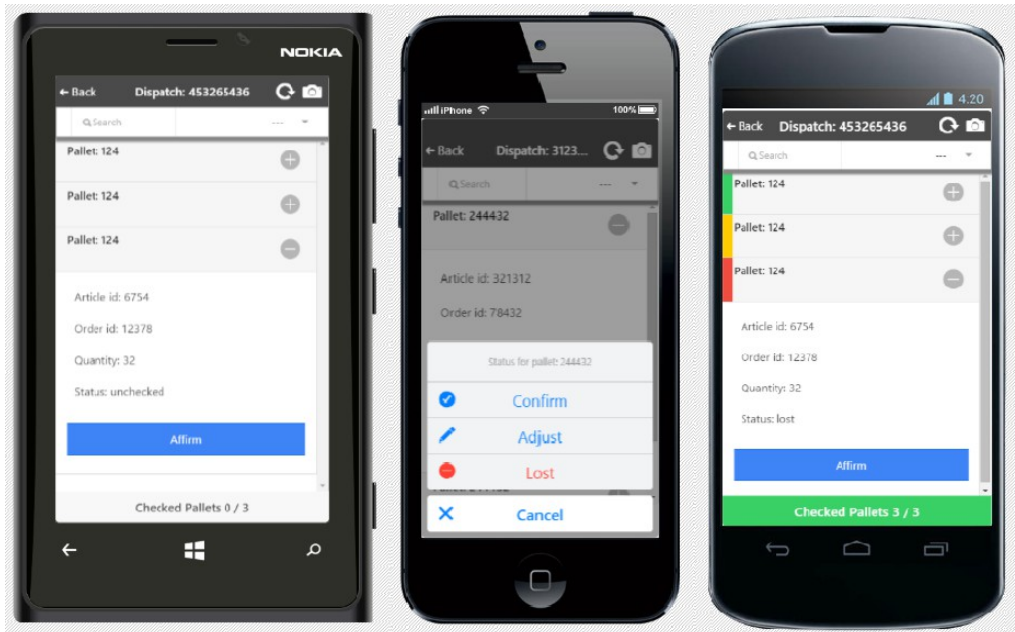 NOKIA
← Back Dispatch: 453265436
Search ---
Pallet: 124
Pallet: 124
Pallet: 124
Article id: 6754
Order id: 12378
Quantity: 32
Status: unchecked
Affirm
Checked Pallets 0 / 3
iPhone 100%
← Back Dispatch: 3123...
Search ---
Pallet: 244432
Article id: 321312
Order id: 78432
Status for pallet: 244432
Confirm
Adjust
Lost
Cancel
4:20
← Back Dispatch: 453265436
Search ---
Pallet: 124
Pallet: 124
Pallet: 124
Article id: 6754
Order id: 12378
Quantity: 32
Status: lost
Affirm
Checked Pallets 3 / 3